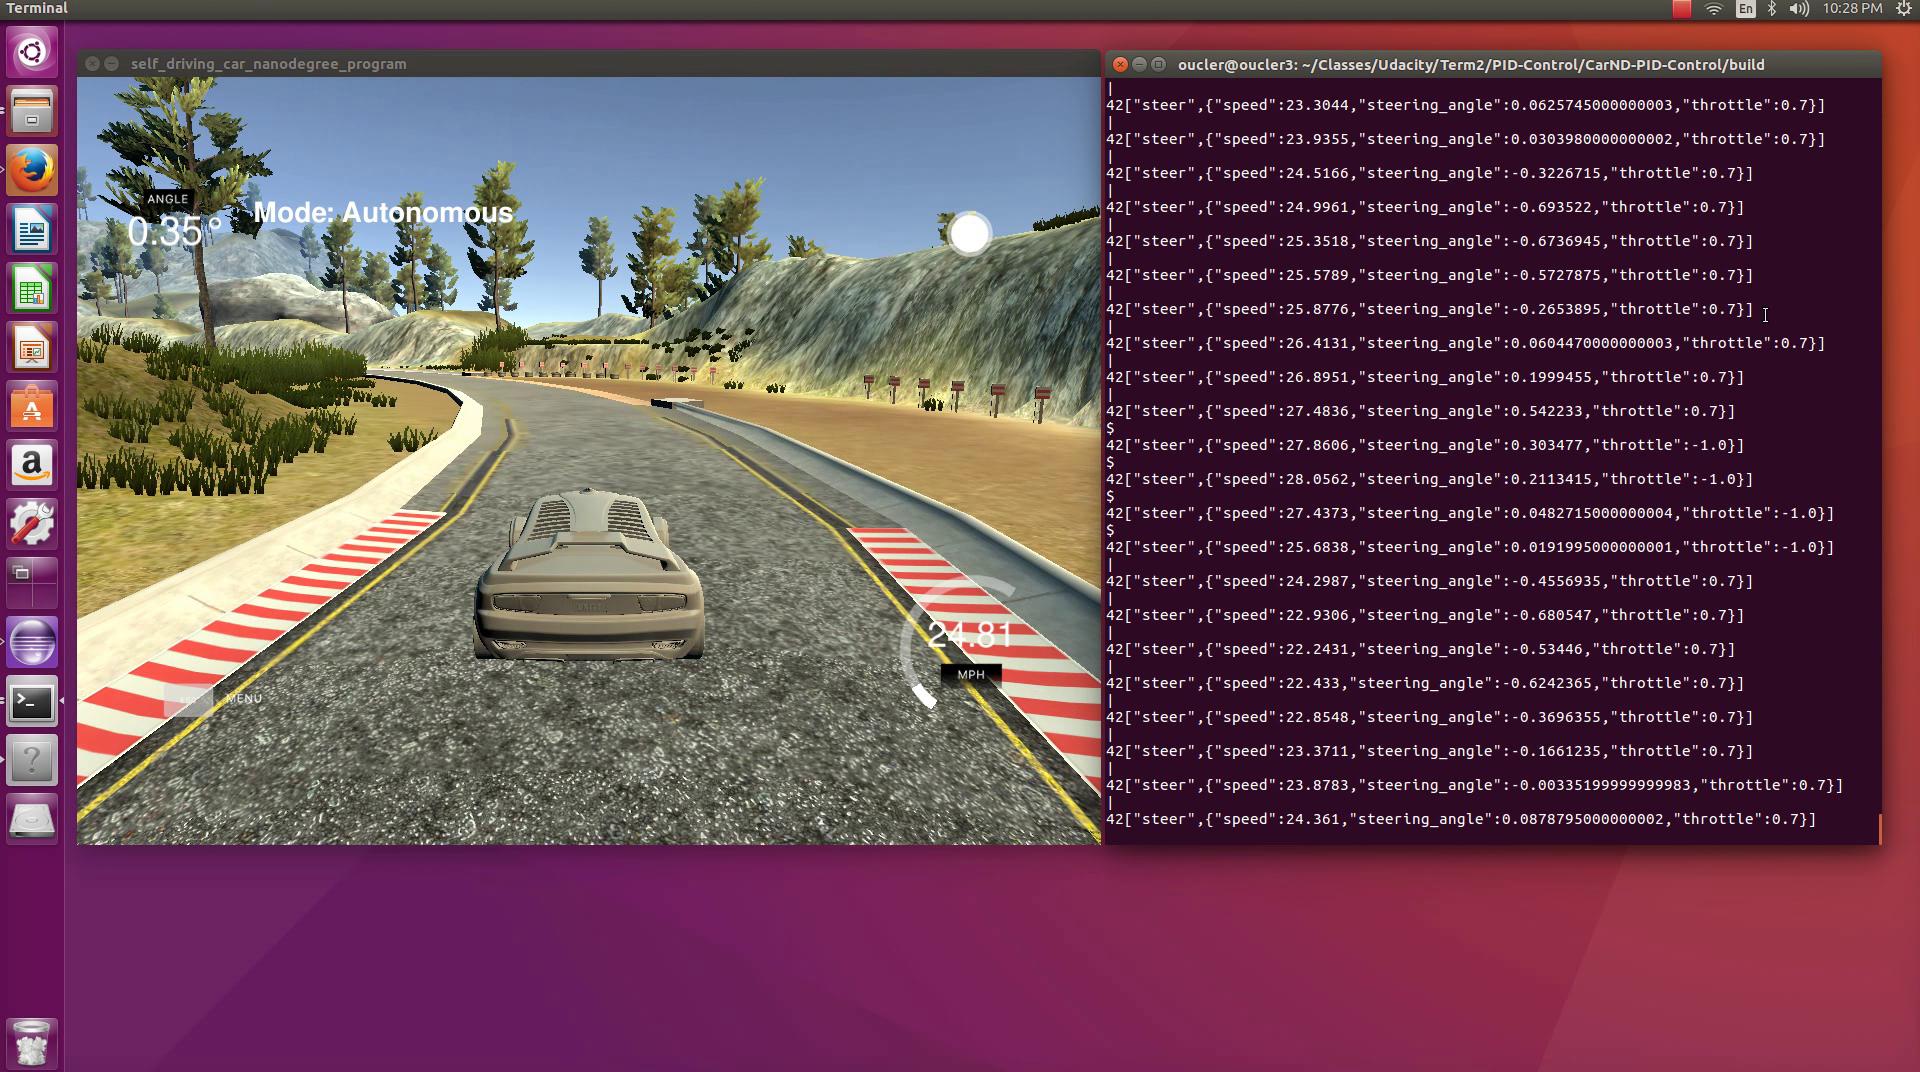 Terminal
En
10:28 PM
self_driving_car_nanodegree_program
ANGLE
0.35°
Mode: Autonomous
24.81
MPH
MENU
a
?
oucler@oucler3: ~/Classes/Udacity/Term2/PID-Control/CarND-PID-Control/build
|
42["steer",{"speed":23.3044,"steering_angle":0.0625745000000003,"throttle":0.7}]
|
42["steer",{"speed":23.9355,"steering_angle":0.0303980000000002,"throttle":0.7}]
|
42["steer",{"speed":24.5166,"steering_angle":-0.3226715,"throttle":0.7}]
|
42["steer",{"speed":24.9961,"steering_angle":-0.693522,"throttle":0.7}]
|
42["steer",{"speed":25.3518,"steering_angle":-0.6736945,"throttle":0.7}]
|
42["steer",{"speed":25.5789,"steering_angle":-0.5727875,"throttle":0.7}]
|
42["steer",{"speed":25.8776,"steering_angle":-0.2653895,"throttle":0.7}]
|
42["steer",{"speed":26.4131,"steering_angle":0.0604470000000003,"throttle":0.7}]
|
42["steer",{"speed":26.8951,"steering_angle":0.1999455,"throttle":0.7}]
|
42["steer",{"speed":27.4836,"steering_angle":0.542233,"throttle":0.7}]
$
42["steer",{"speed":27.8606,"steering_angle":0.303477,"throttle":-1.0}]
$
42["steer",{"speed":28.0562,"steering_angle":0.2113415,"throttle":-1.0}]
$
42["steer",{"speed":27.4373,"steering_angle":0.0482715000000004,"throttle":-1.0}]
$
42["steer",{"speed":25.6838,"steering_angle":0.0191995000000001,"throttle":-1.0}]
|
42["steer",{"speed":24.2987,"steering_angle":-0.4556935,"throttle":0.7}]
|
42["steer",{"speed":22.9306,"steering_angle":-0.680547,"throttle":0.7}]
|
42["steer",{"speed":22.2431,"steering_angle":-0.53446,"throttle":0.7}]
|
42["steer",{"speed":22.433,"steering_angle":-0.6242365,"throttle":0.7}]
|
42["steer",{"speed":22.8548,"steering_angle":-0.3696355,"throttle":0.7}]
|
42["steer",{"speed":23.3711,"steering_angle":-0.1661235,"throttle":0.7}]
|
42["steer",{"speed":23.8783,"steering_angle":-0.00335199999999983,"throttle":0.7}]
|
42["steer",{"speed":24.361,"steering_angle":0.0878795000000002,"throttle":0.7}]